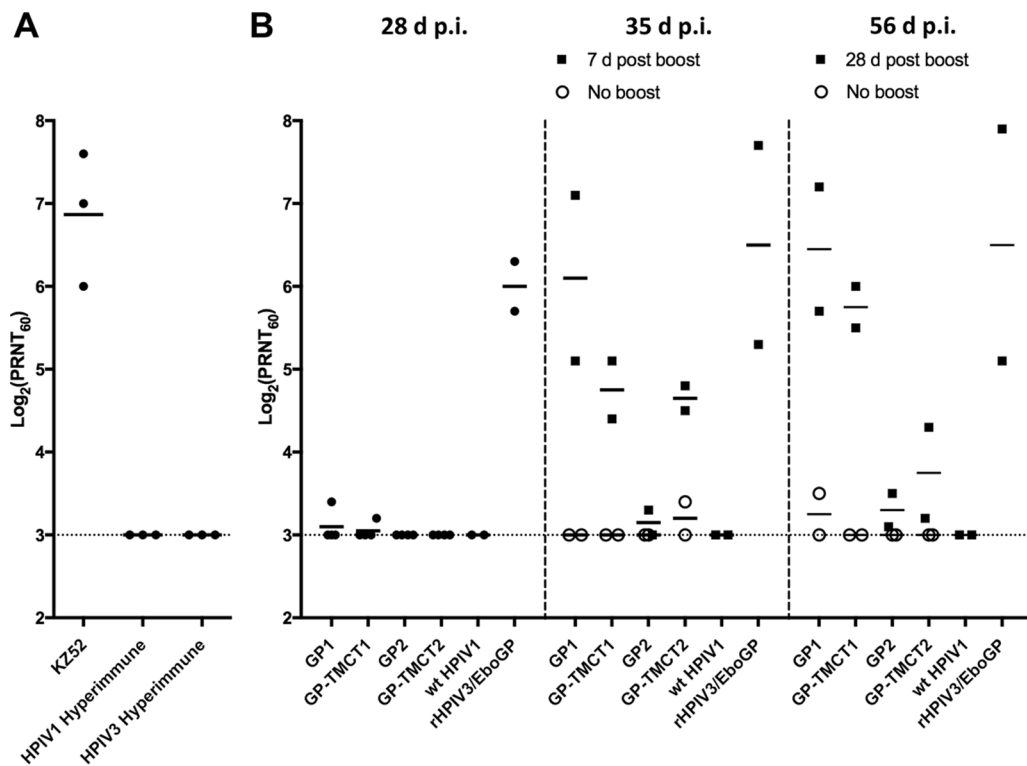 A
B
28 d p.i.
35 d p.i.
56 d p.i.
7 d post boost
No boost
28 d post boost
No boost
Log2(PRNT60)
8
7
6
5
4
3
2
KZ52
HPIV1 Hyperimmune
HPIV3 Hyperimmune
Log2(PRNT60)
8
7
6
5
4
3
2
GP1
GP-TMCT1
GP2
GP-TMCT2
wt HPIV1
rHPIV3/EboGP
GP1
GP-TMCT1
GP2
GP-TMCT2
wt HPIV1
rHPIV3/EboGP
GP1
GP-TMCT1
GP2
GP-TMCT2
wt HPIV1
rHPIV3/EboGP